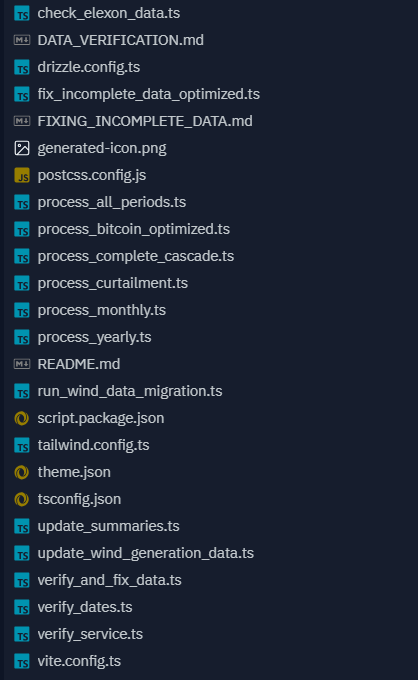 TS check_elexon_data.ts
M↓ DATA_VERIFICATION.md
TS drizzle.config.ts
TS fix_incomplete_data_optimized.ts
M↓ FIXING_INCOMPLETE_DATA.md
generated-icon.png
JS postcss.config.js
TS process_all_periods.ts
TS process_bitcoin_optimized.ts
TS process_complete_cascade.ts
TS process_curtailment.ts
TS process_monthly.ts
TS process_yearly.ts
M↓ README.md
TS run_wind_data_migration.ts
script.package.json
TS tailwind.config.ts
theme.json
tsconfig.json
TS update_summaries.ts
TS update_wind_generation_data.ts
TS verify_and_fix_data.ts
TS verify_dates.ts
TS verify_service.ts
TS vite.config.ts